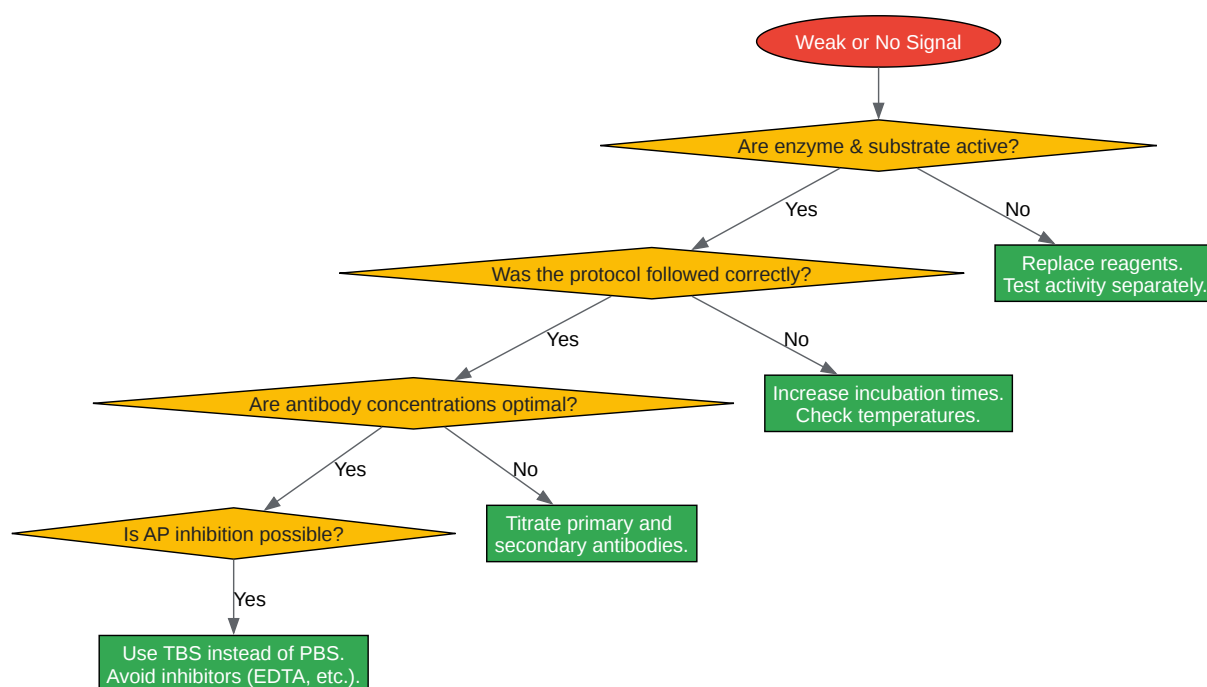 Weak or No Signal
Are enzyme & substrate active?
Yes
No
Was the protocol followed correctly?
Replace reagents.
Test activity separately.
Yes
No
Are antibody concentrations optimal?
Increase incubation times.
Check temperatures.
Yes
No
Is AP inhibition possible?
Titrate primary and
secondary antibodies.
Yes
Use TBS instead of PBS.
Avoid inhibitors (EDTA, etc.).